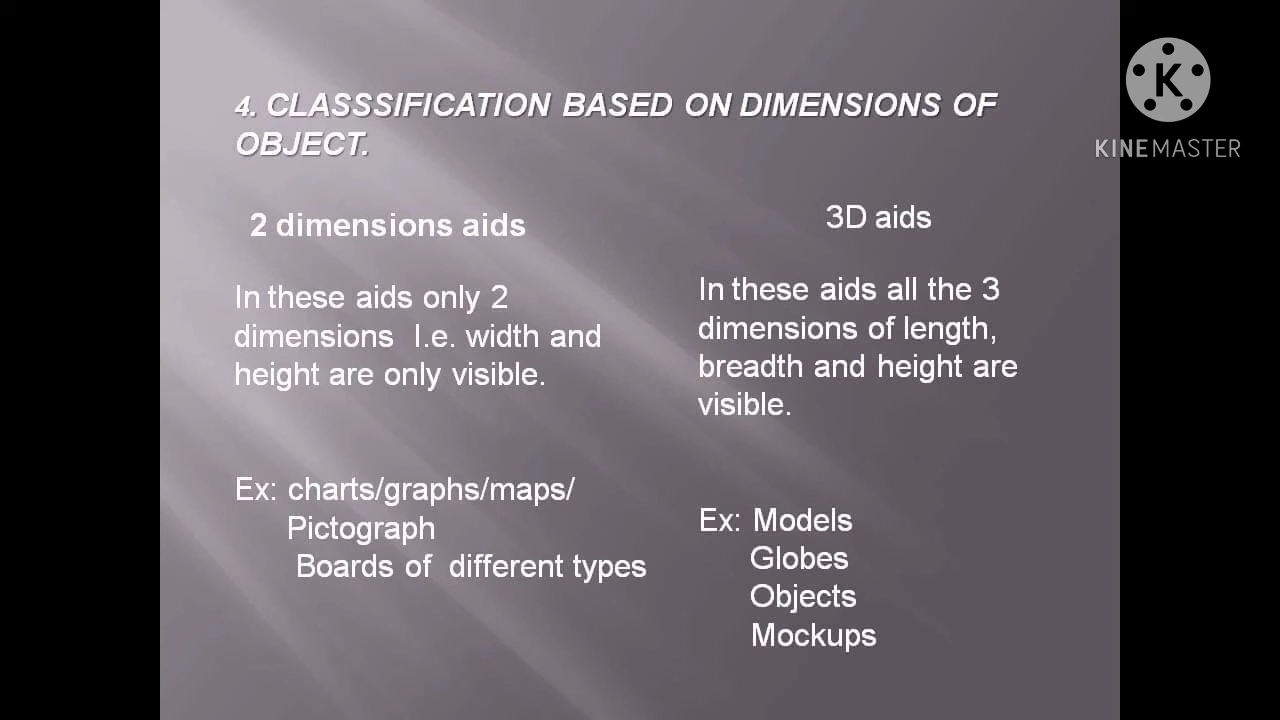 4. CLASSSIFICATION BASED ON DIMENSIONS OF
OBJECT.
2 dimensions aids
In these aids only 2
dimensions I.e. width and
height are only visible.
Ex: charts/graphs/maps/
Pictograph
Boards of different types
3D aids
In these aids all the 3
dimensions of length,
breadth and height are
visible.
Ex: Models
Globes
Objects
Mockups
K
KINEMASTER